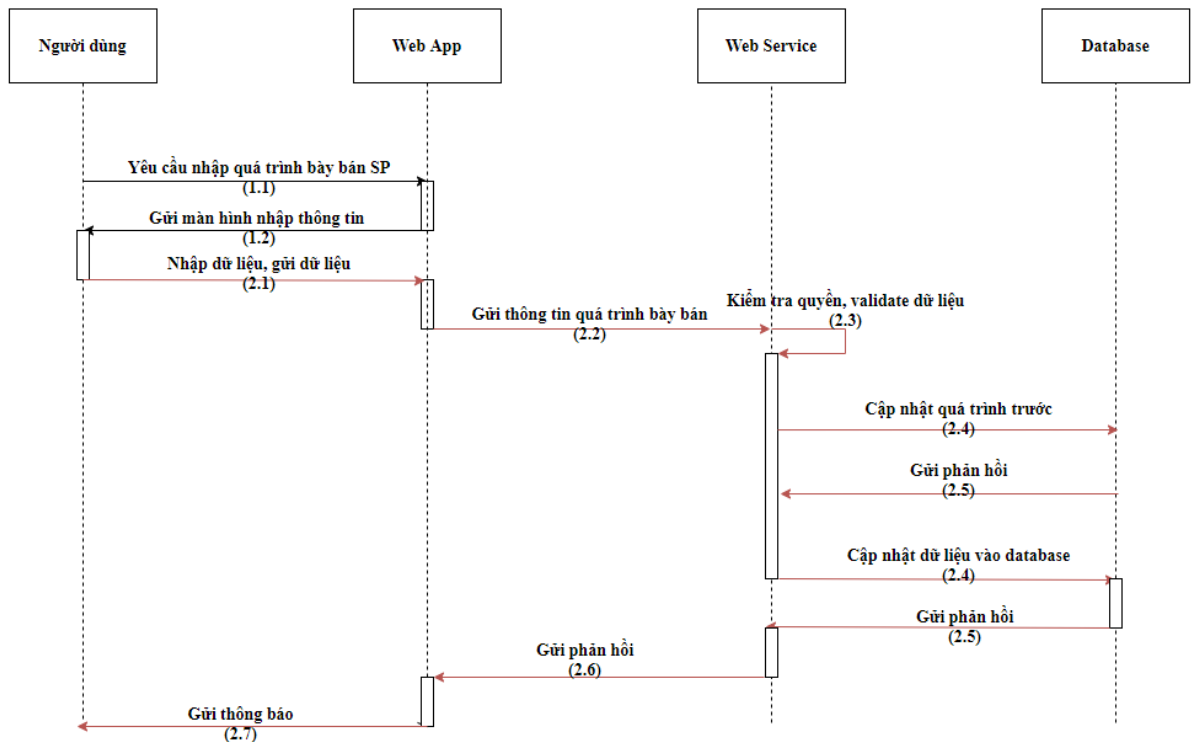 Người dùng
Web App
Web Service
Database
Yêu cầu nhập quá trình bày bán SP
(1.1)
Gửi màn hình nhập thông tin
(1.2)
Nhập dữ liệu, gửi dữ liệu
(2.1)
Kiểm tra quyền, validate dữ liệu
(2.3)
Gửi thông tin quá trình bày bán
(2.2)
Cập nhật quá trình trước
(2.4)
Gửi phản hồi
(2.5)
Cập nhật dữ liệu vào database
(2.4)
Gửi phản hồi
(2.5)
Gửi phản hồi
(2.6)
Gửi thông báo
(2.7)